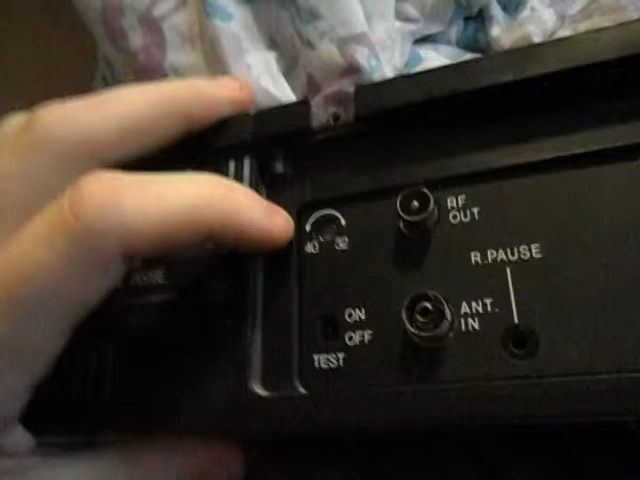 RF
OUT
40 32
R.PAUSE
ON
OFF
TEST
ANT.
IN